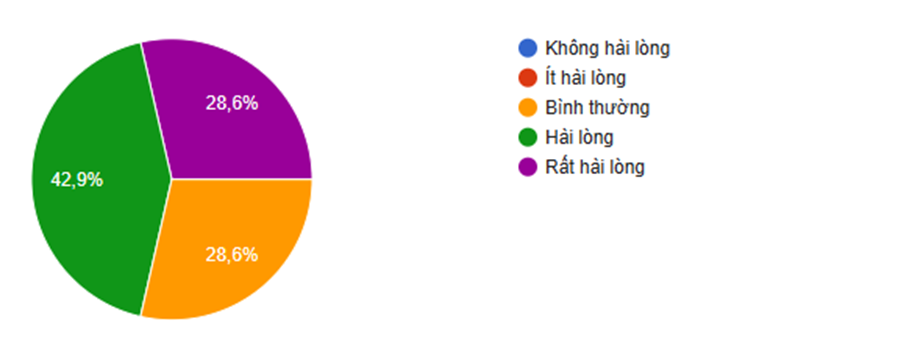 Không hài lòng
Ít hài lòng
Bình thường
Hài lòng
Rất hài lòng
28,6%
42,9%
28,6%